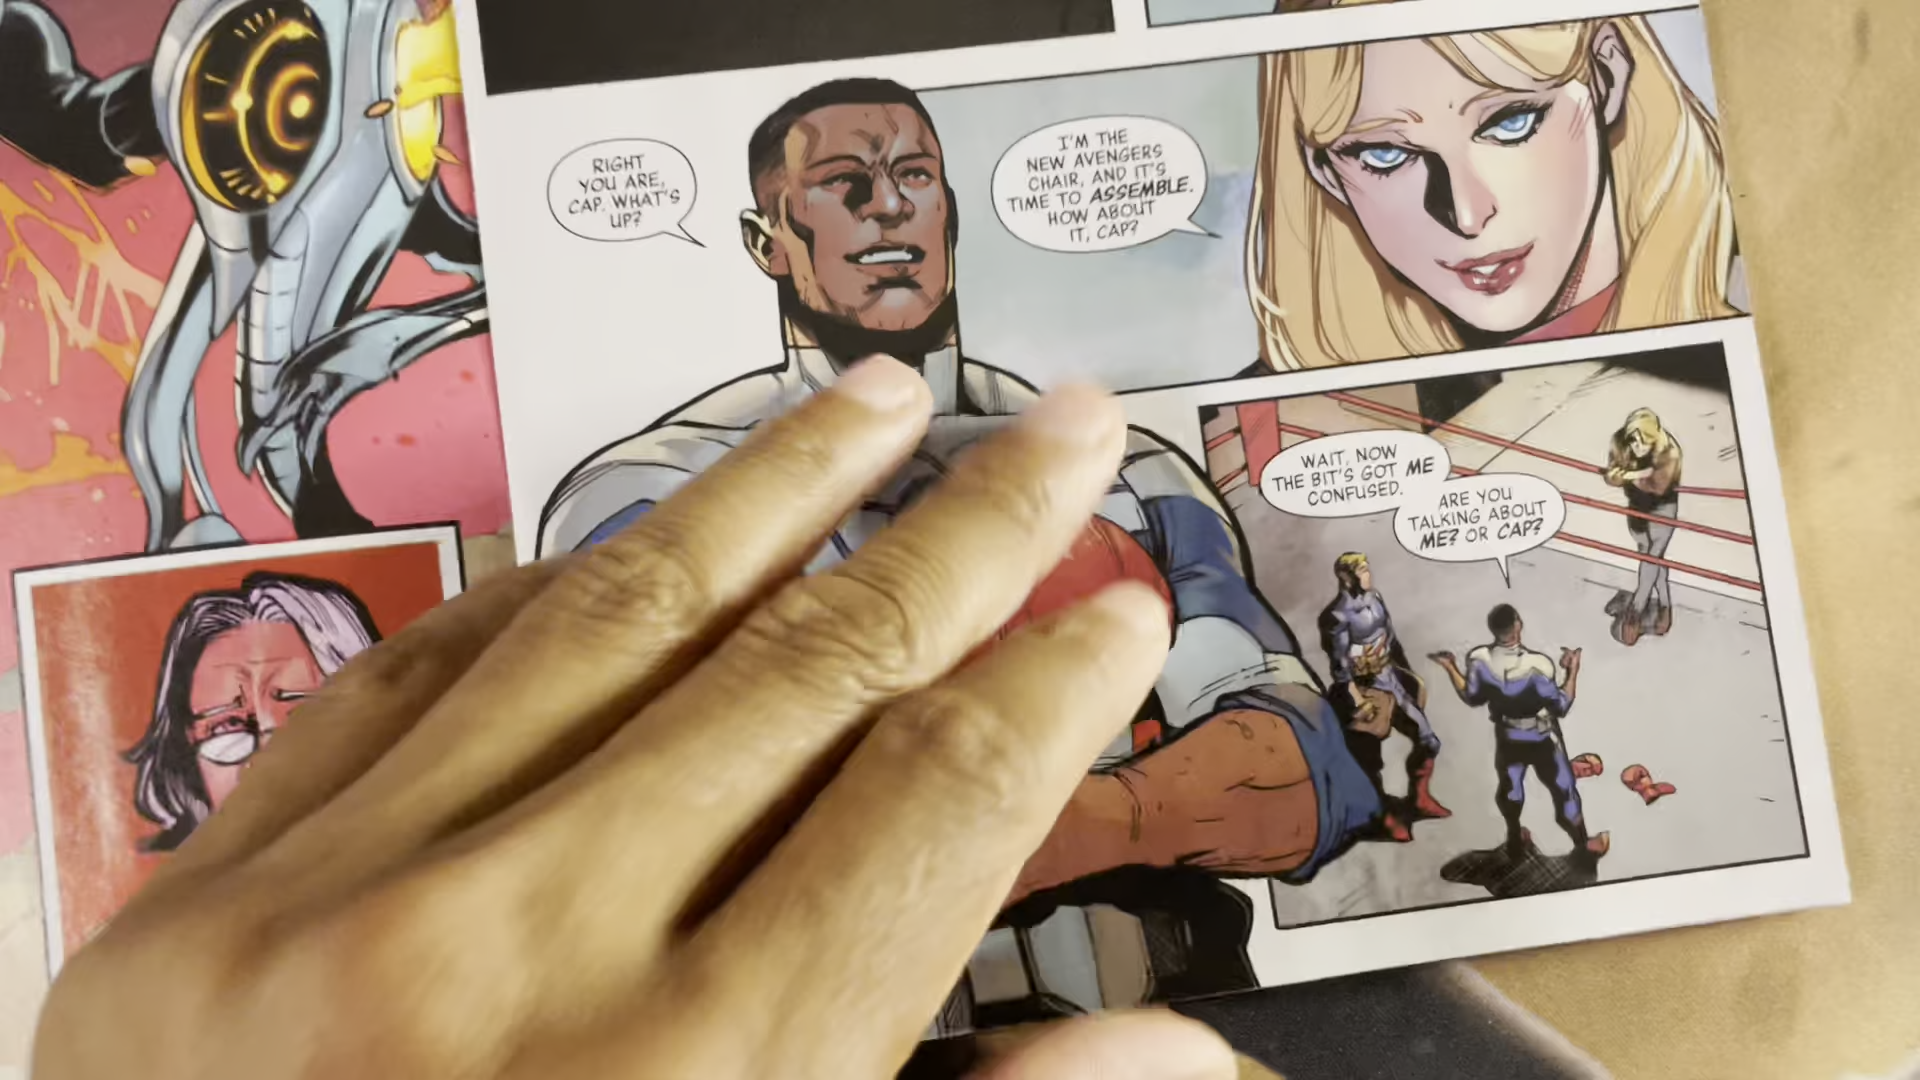 RIGHT
YOU ARE,
CAP. WHAT'S
UP?
I'M THE
NEW AVENGERS
CHAIR, AND IT'S
TIME TO ASSEMBLE.
HOW ABOUT
IT, CAP?
WAIT, NOW
THE BIT'S GOT ME
CONFUSED.
ARE YOU
TALKING ABOUT
ME? OR CAP?